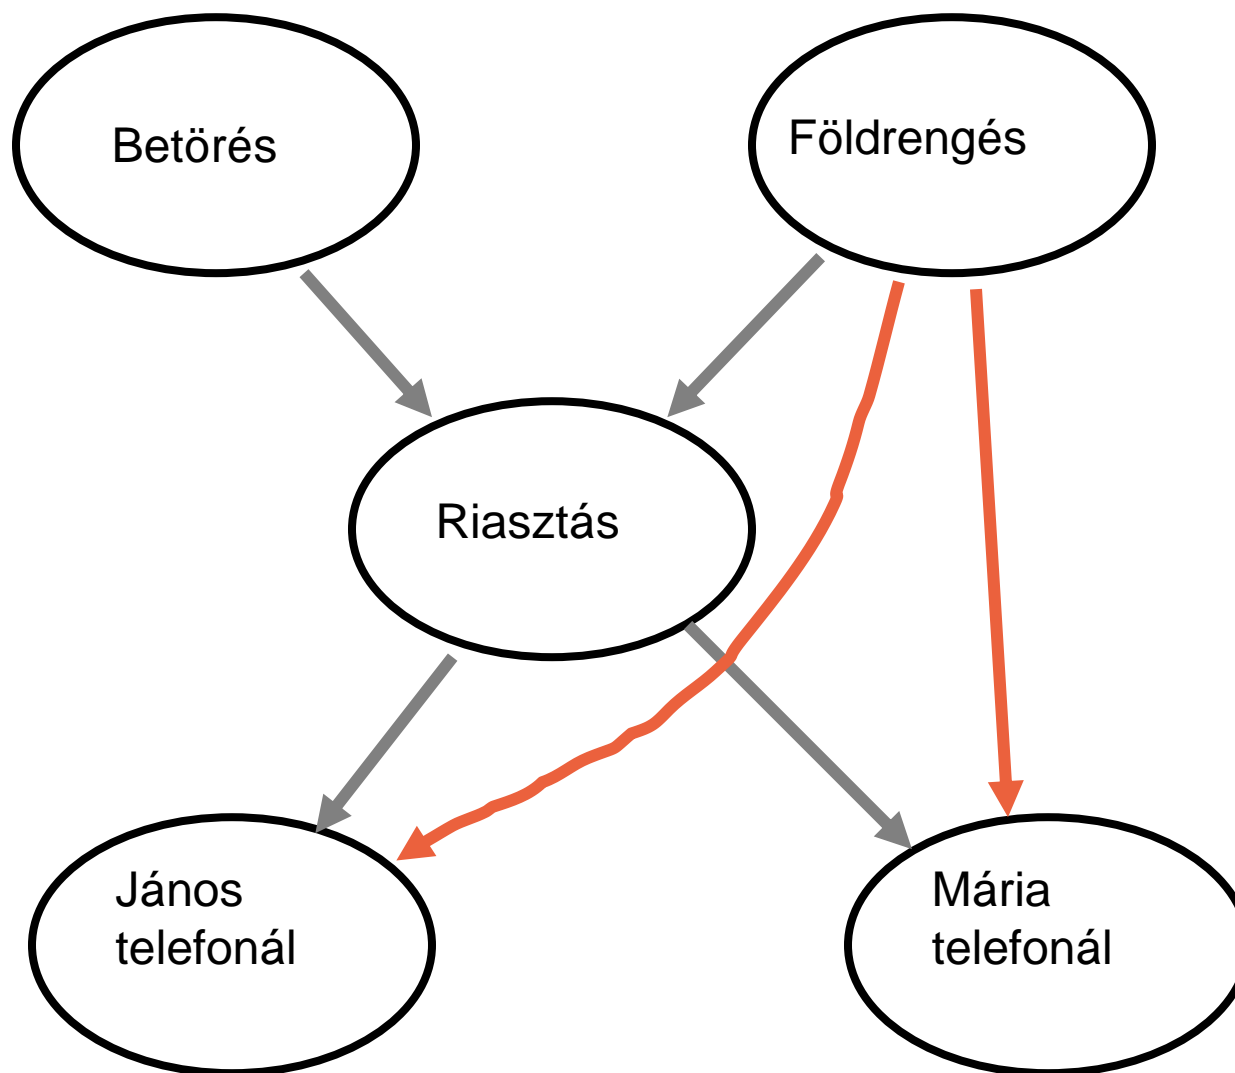 Betörés
Földrengés
Riasztás
János
telefonál
Mária
telefonál